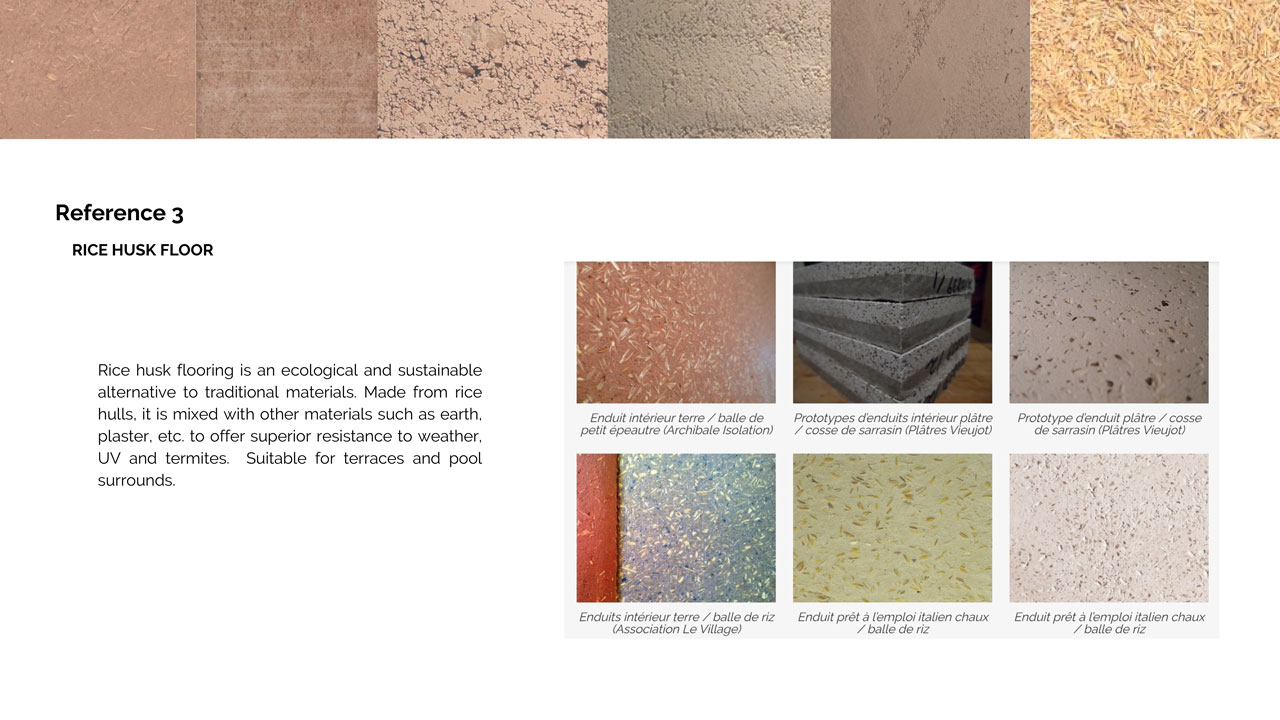 Reference 3
RICE HUSK FLOOR
Rice husk flooring is an ecological and sustainable
alternative to traditional materials. Made from rice
hulls, it is mixed with other materials such as earth,
plaster, etc. to offer superior resistance to weather,
UV and termites. Suitable for terraces and pool
surrounds.
Enduit intérieur terre / balle de
petit épeautre (Archibale Isolation)
Prototypes d'enduits intérieur plâtre
/ cosse de sarrasin (Plâtres Vieujot)
Prototype d'enduit plâtre / cosse
de sarrasin (Plâtres Vieujot)
Enduits intérieur terre / balle de riz
(Association Le Village)
Enduit prêt à l'emploi italien chaux
/ balle de riz
Enduit prêt à l'emploi italien chaux
/ balle de riz